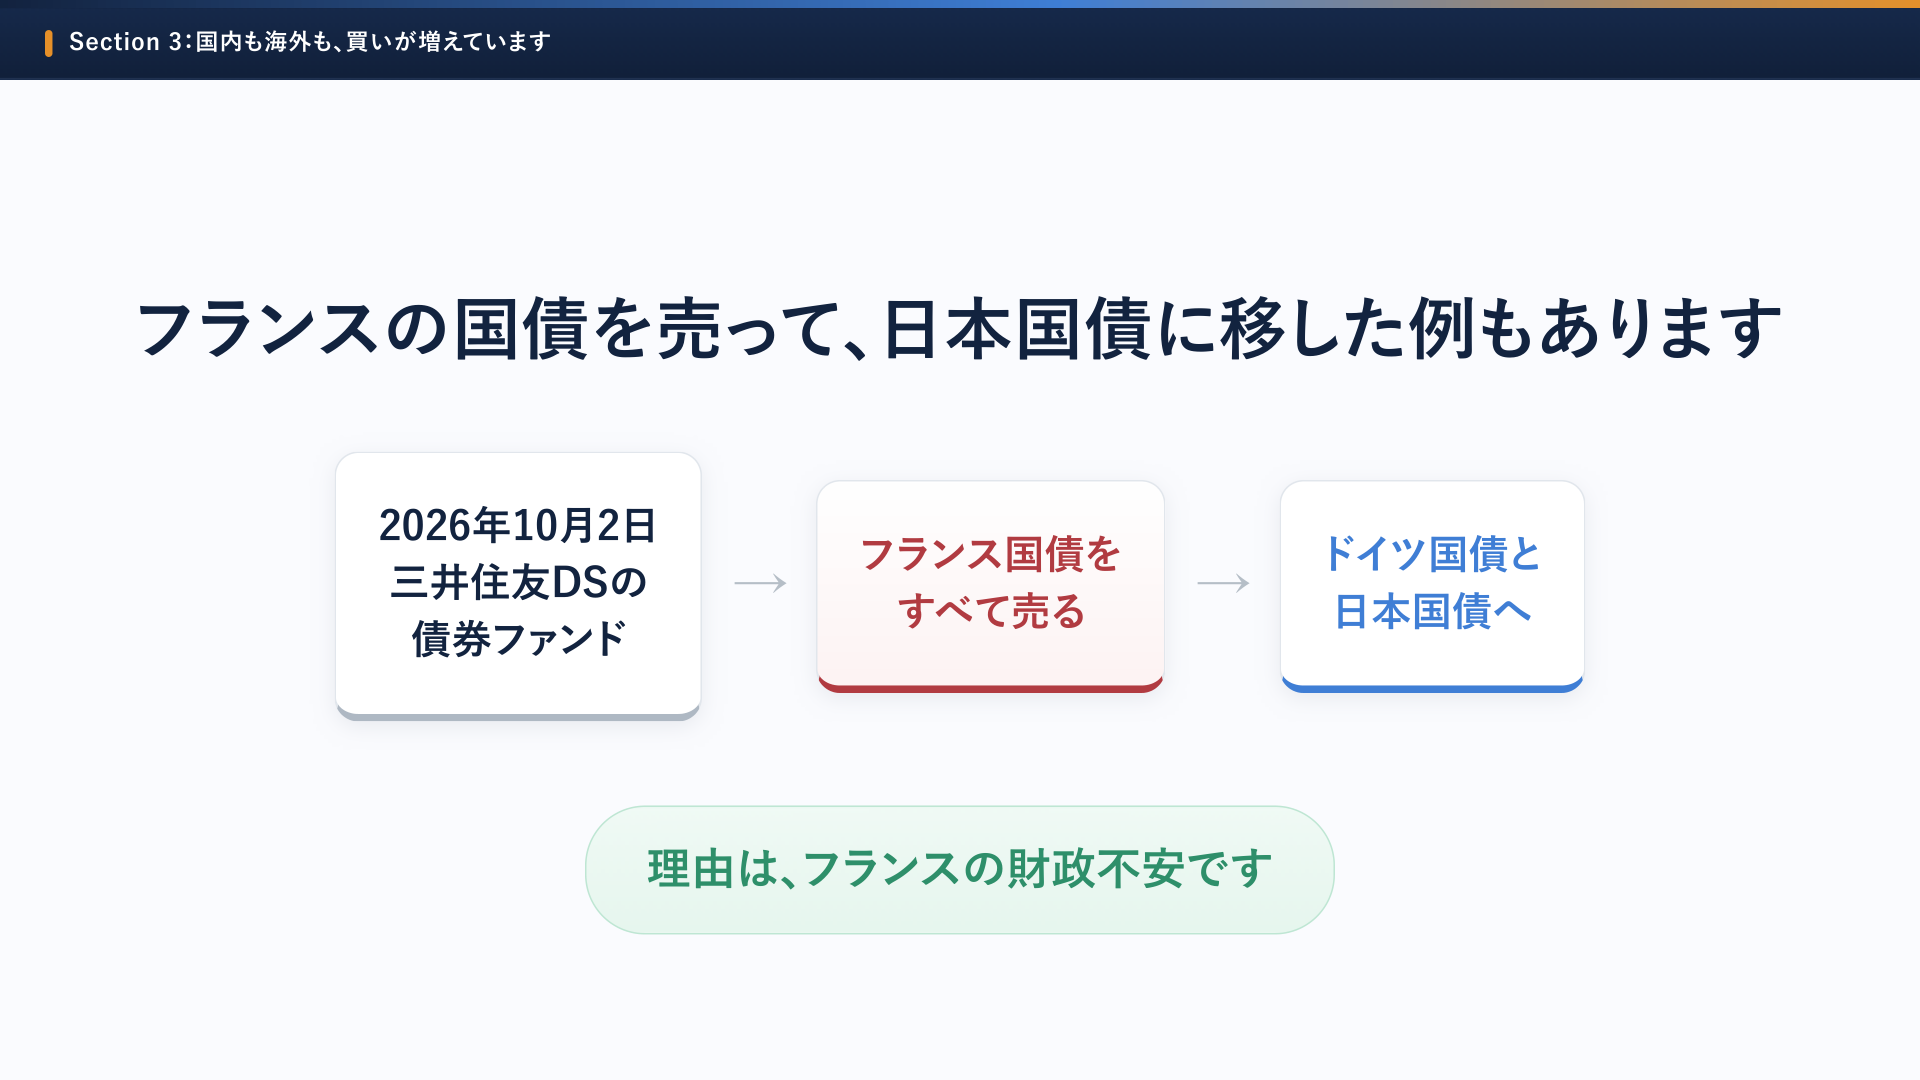 Section 3：国内も海外も、買いが増えています
フランスの国債を売って、日本国債に移した例もあります
2026年10月2日
三井住友DSの
債券ファンド
→
フランス国債を
すべて売る
→
ドイツ国債と
日本国債へ
理由は、フランスの財政不安です